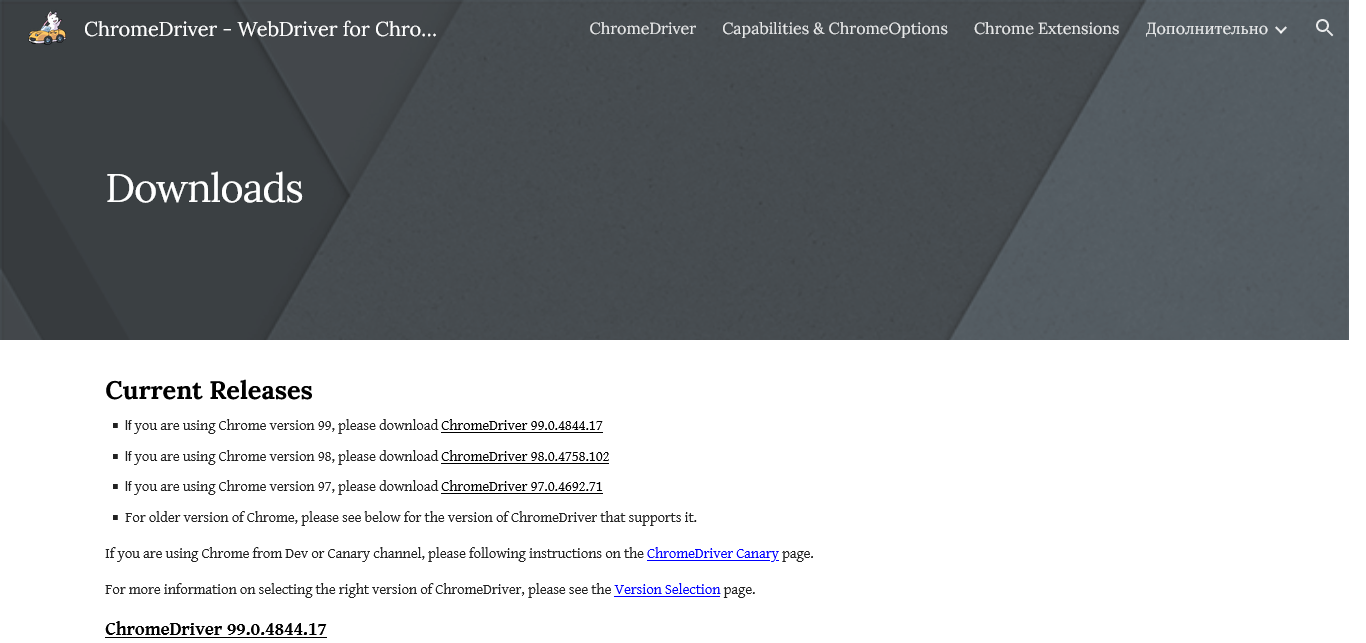 ChromeDriver - WebDriver for Chro...
ChromeDriver
Capabilities & ChromeOptions
Chrome Extensions
Дополнительно
Downloads
Current Releases
If you are using Chrome version 99, please download ChromeDriver 99.0.4844.17
If you are using Chrome version 98, please download ChromeDriver 98.0.4758.102
If you are using Chrome version 97, please download ChromeDriver 97.0.4692.71
For older version of Chrome, please see below for the version of ChromeDriver that supports it.
If you are using Chrome from Dev or Canary channel, please following instructions on the ChromeDriver Canary page.
For more information on selecting the right version of ChromeDriver, please see the Version Selection page.
ChromeDriver 99.0.4844.17